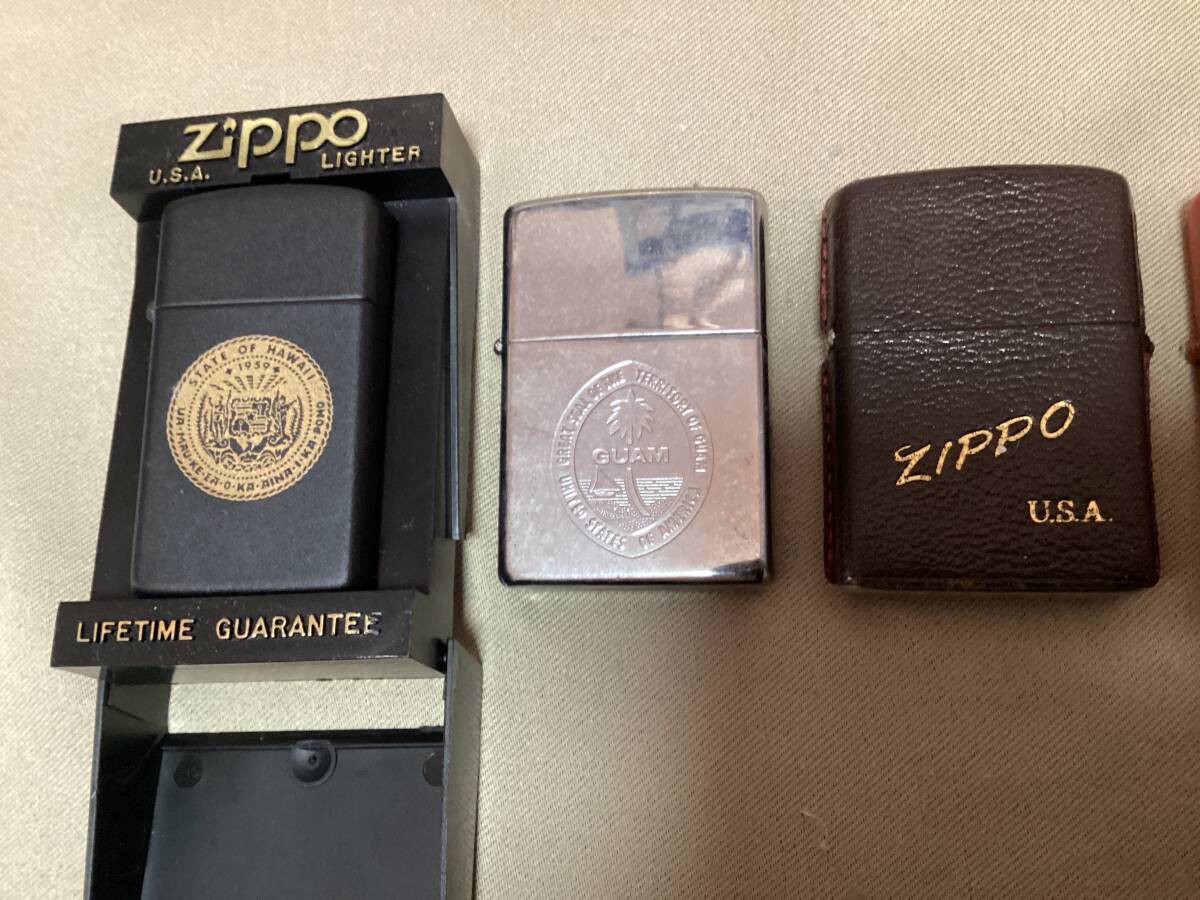 Zippo
U.S.A. LIGHTER
STATE OF HAWAII
1959
UA·MAU·KE·EA·O·KA·AINA·I·KA·PONO
LIFETIME GUARANTEE
GREAT SEAL OF THE TERRITORY OF GUAM
GUAM
UNITED STATES OF AMERICA
ZIPPO
U.S.A.